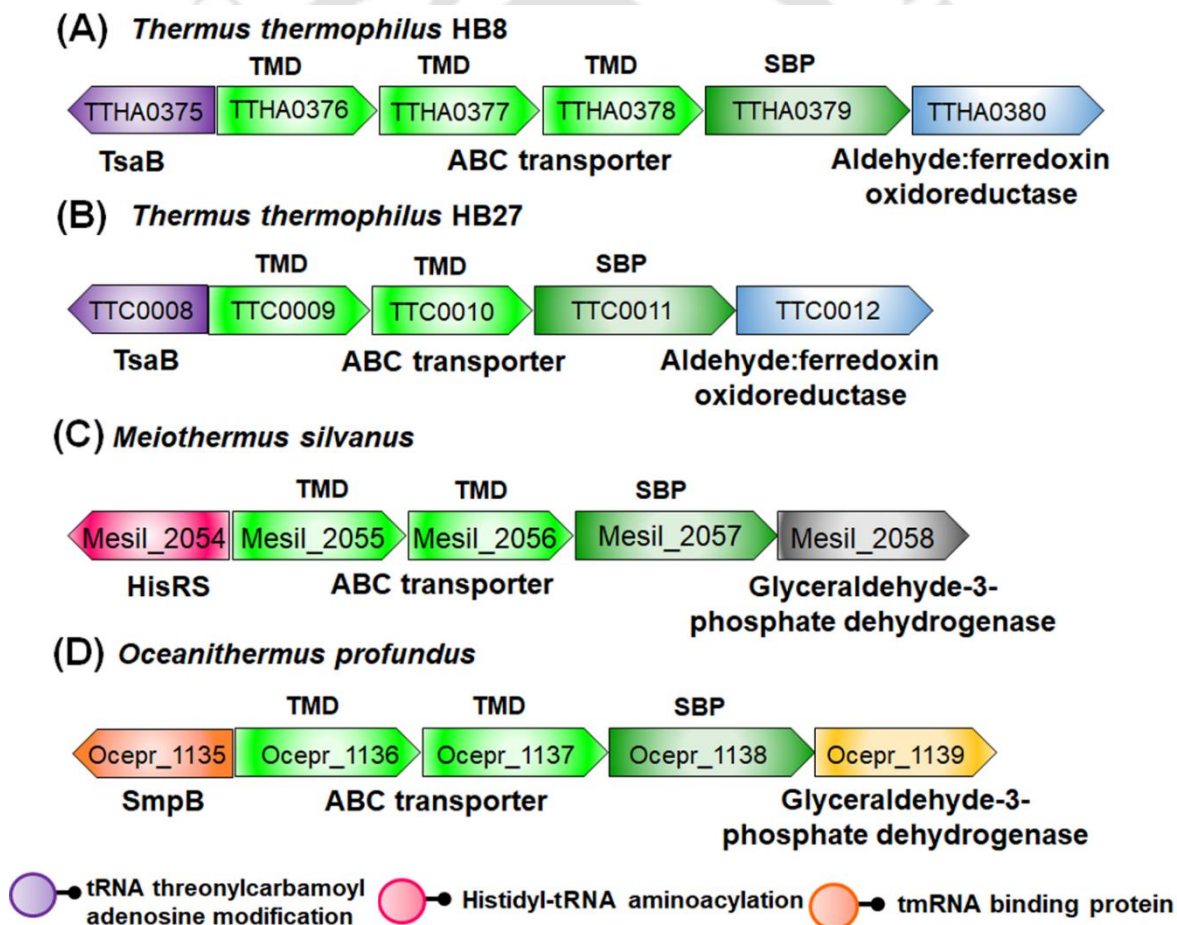 (A) Thermus thermophilus HB8
TMD TMD TMD SBP
TTHA0375 TTHA0376 TTHA0377 TTHA0378 TTHA0379 TTHA0380
TsaB ABC transporter Aldehyde:ferredoxin
oxidoreductase
(B) Thermus thermophilus HB27
TMD TMD SBP
TTC0008 TTC0009 TTC0010 TTC0011 TTC0012
TsaB ABC transporter Aldehyde:ferredoxin
oxidoreductase
(C) Meiothermus silvanus
TMD TMD SBP
Mesil_2054 Mesil_2055 Mesil_2056 Mesil_2057 Mesil_2058
HisRS ABC transporter Glyceraldehyde-3-
phosphate dehydrogenase
(D) Oceanithermus profundus
TMD TMD SBP
Ocepr_1135 Ocepr_1136 Ocepr_1137 Ocepr_1138 Ocepr_1139
SmpB ABC transporter Glyceraldehyde-3-
phosphate dehydrogenase
tRNA threonylcarbamoyl
adenosine modification
Histidyl-tRNA aminoacylation
tmRNA binding protein